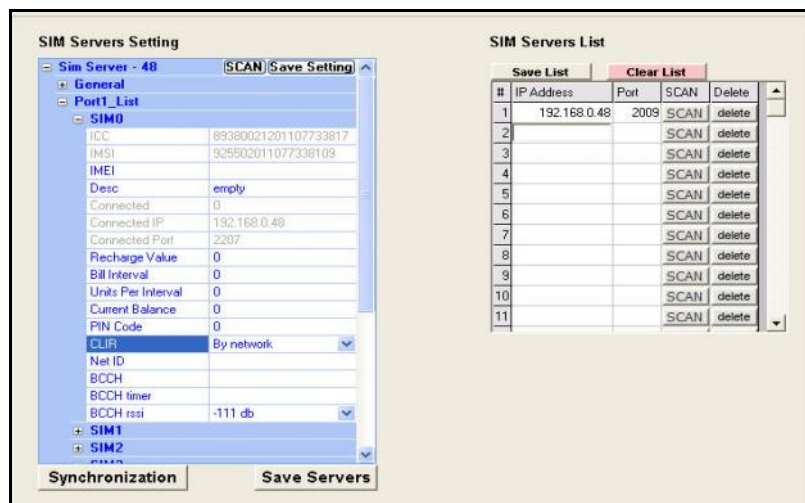 SIM Servers Setting
Sim Server - 48 SCAN Save Setting
General
Port1_List
SIM0
ICC 89380021201107733817
IMSI 925502011077338109
IMEI
Desc empty
Connected 0
Connected IP 192.168.0.48
Connected Port 2207
Recharge Value 0
Bill Interval 0
Units Per Interval 0
Current Balance 0
PIN Code 0
CLIR By network
Net ID
BCCH
BCCH timer
BCCH rssi -111 db
SIM1
SIM2
Synchronization Save Servers
SIM Servers List
Save List Clear List
# IP Address Port SCAN Delete
1 192.168.0.48 2009 SCAN delete
2 SCAN delete
3 SCAN delete
4 SCAN delete
5 SCAN delete
6 SCAN delete
7 SCAN delete
8 SCAN delete
9 SCAN delete
10 SCAN delete
11 SCAN delete